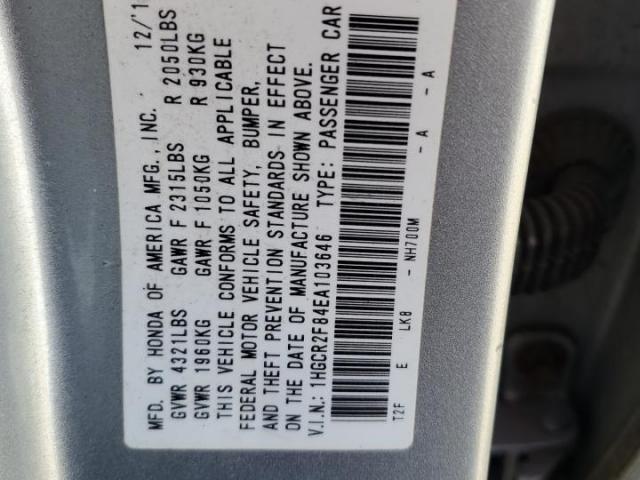 MFD. BY HONDA OF AMERICA MFG., INC. 12/'1
GVWR 4321LBS GAWR F 2315LBS R 2050LBS
GVWR 1960KG GAWR F 1050KG R 930KG
THIS VEHICLE CONFORMS TO ALL APPLICABLE
FEDERAL MOTOR VEHICLE SAFETY, BUMPER,
AND THEFT PREVENTION STANDARDS IN EFFECT
ON THE DATE OF MANUFACTURE SHOWN ABOVE.
V.I.N.: 1HGCR2F84EA103646 TYPE: PASSENGER CAR
T2F E LK8 - NH700M - A - A